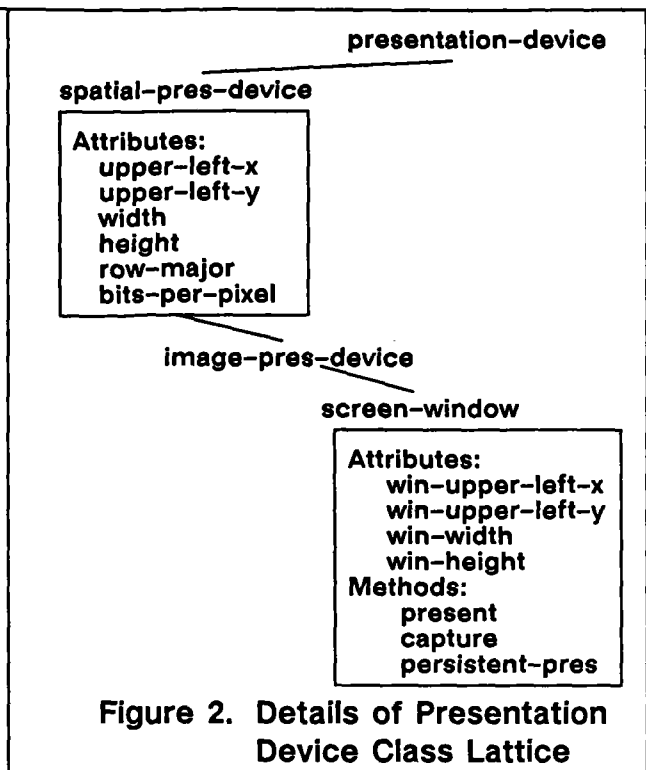 presentation-device
spatial-pres-device
Attributes:
upper-left-x
upper-left-y
width
height
row-major
bits-per-pixel
image-pres-device
screen-window
Attributes:
win-upper-left-x
win-upper-left-y
win-width
win-height
Methods:
present
capture
persistent-pres
Figure 2. Details of Presentation
Device Class Lattice